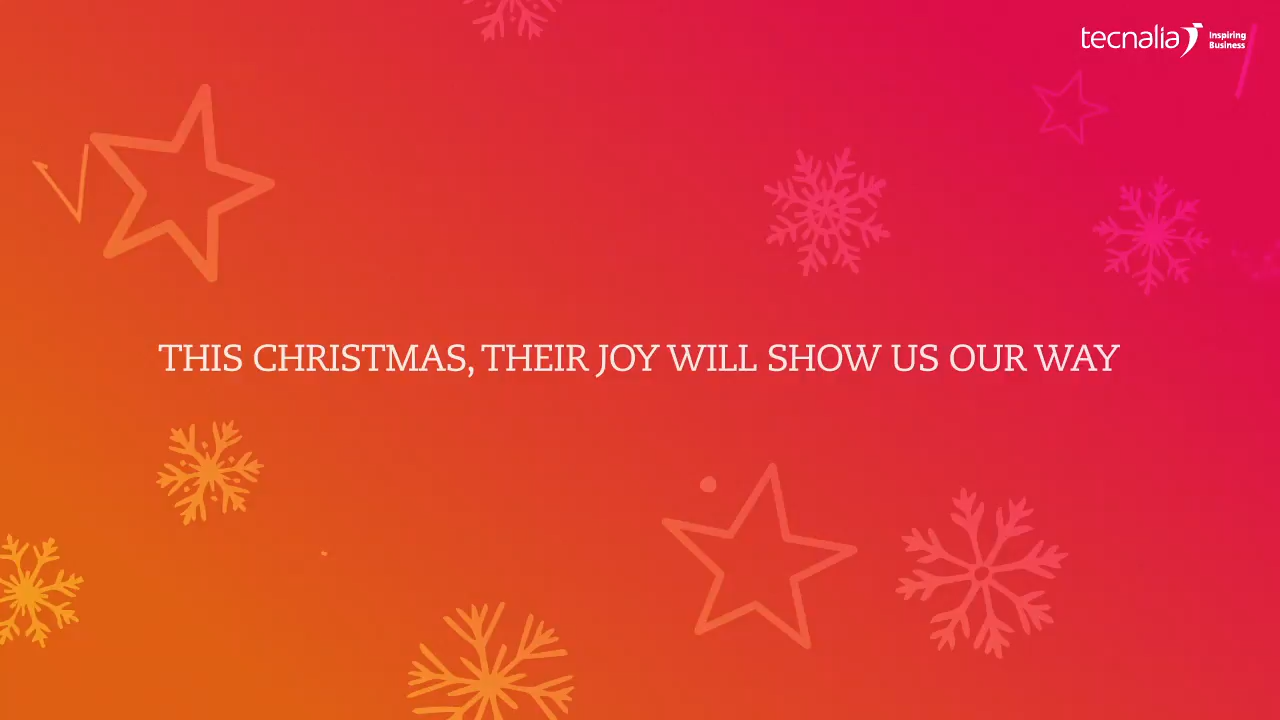 tecnalia Inspiring
Business
THIS CHRISTMAS, THEIR JOY WILL SHOW US OUR WAY